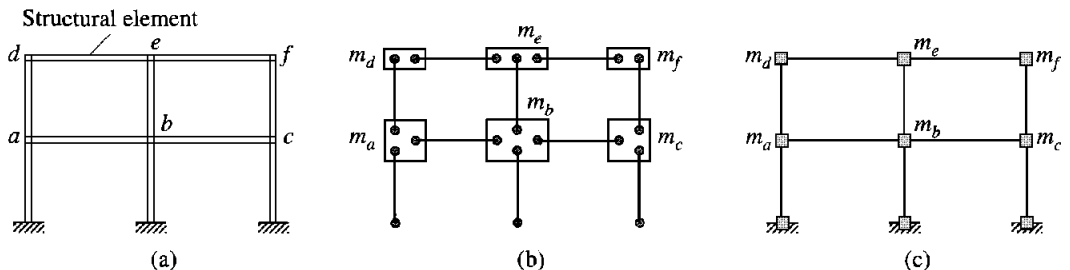 Structural element
d e f
a b c
(a)
m_d m_e m_f
m_a m_b m_c
(b)
m_d m_e m_f
m_a m_b m_c
(c)